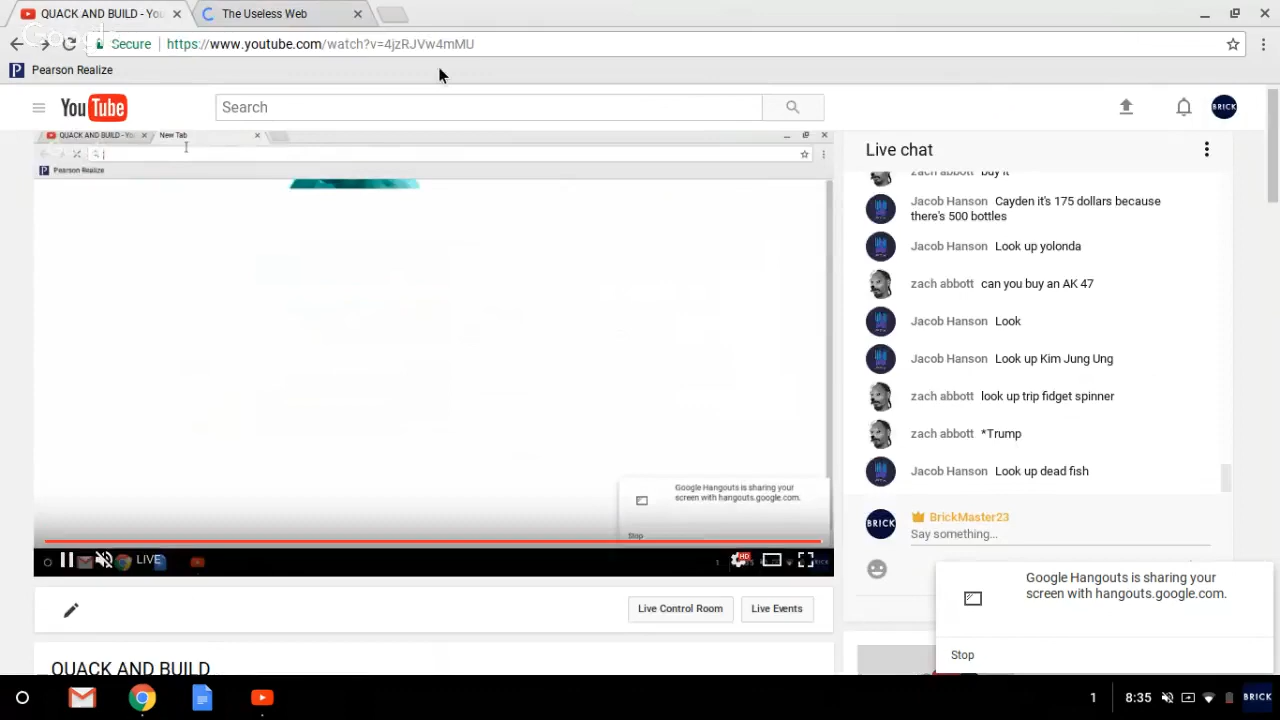 QUACK AND BUILD - You
The Useless Web
Google
Secure https://www.youtube.com/watch?v=4jzRJVw4mMU
Pearson Realize
YouTube
Search
BRICK
QUACK AND BUILD - You
New Tab
Pearson Realize
Google Hangouts is sharing your
screen with hangouts.google.com.
Stop
LIVE
HD
BRICK
Live Control Room
Live Events
QUACK AND BUILD
Live chat
zach abbott buy it
Jacob Hanson Cayden it's 175 dollars because
there's 500 bottles
Jacob Hanson Look up yolonda
zach abbott can you buy an AK 47
Jacob Hanson Look
Jacob Hanson Look up Kim Jung Ung
zach abbott look up trip fidget spinner
zach abbott *Trump
Jacob Hanson Look up dead fish
BRICK
BrickMaster23
Say something...
Google Hangouts is sharing your
screen with hangouts.google.com.
Stop
1
8:35
BRICK